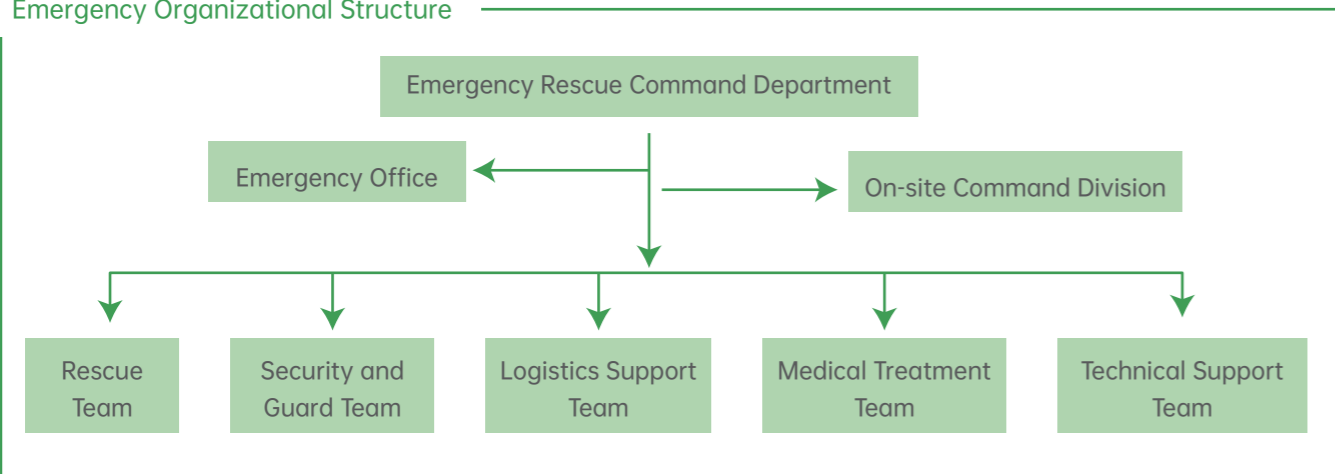 Emergency Organizational Structure
Emergency Rescue Command Department
Emergency Office
On-site Command Division
Rescue
Team
Security and
Guard Team
Logistics Support
Team
Medical Treatment
Team
Technical Support
Team